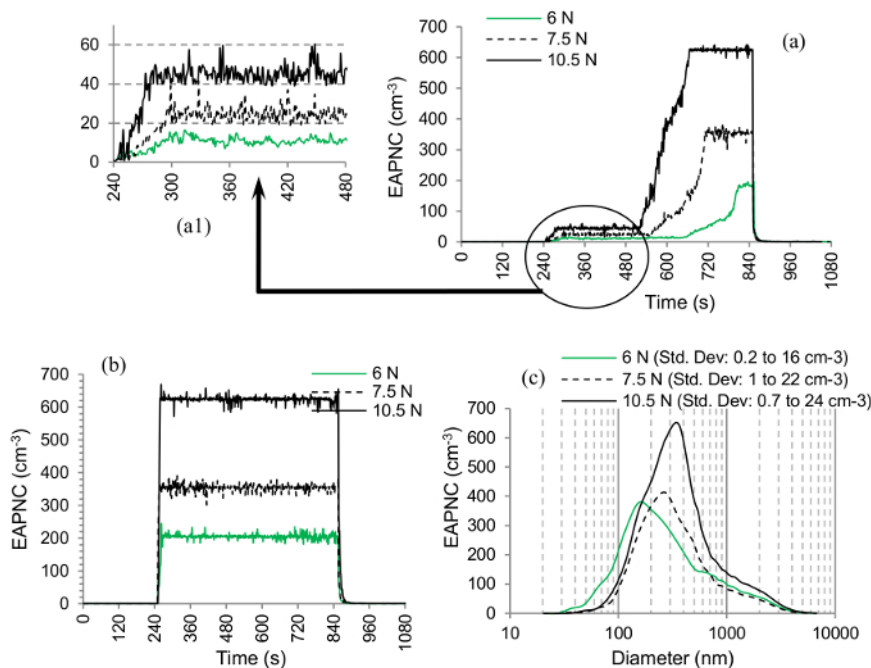 60
40
20
0
240 300 360 420 480
(a1)
6 N
7.5 N
10.5 N
(a)
EAPNC (cm-3)
700
600
500
400
300
200
100
0
0 120 240 360 480 600 720 840 960 1080
Time (s)
(b)
6 N
7.5 N
10.5 N
EAPNC (cm-3)
700
600
500
400
300
200
100
0
0 120 240 360 480 600 720 840 960 1080
Time (s)
(c)
6 N (Std. Dev: 0.2 to 16 cm-3)
7.5 N (Std. Dev: 1 to 22 cm-3)
10.5 N (Std. Dev: 0.7 to 24 cm-3)
EAPNC (cm-3)
700
600
500
400
300
200
100
0
10 100 1000 10000
Diameter (nm)